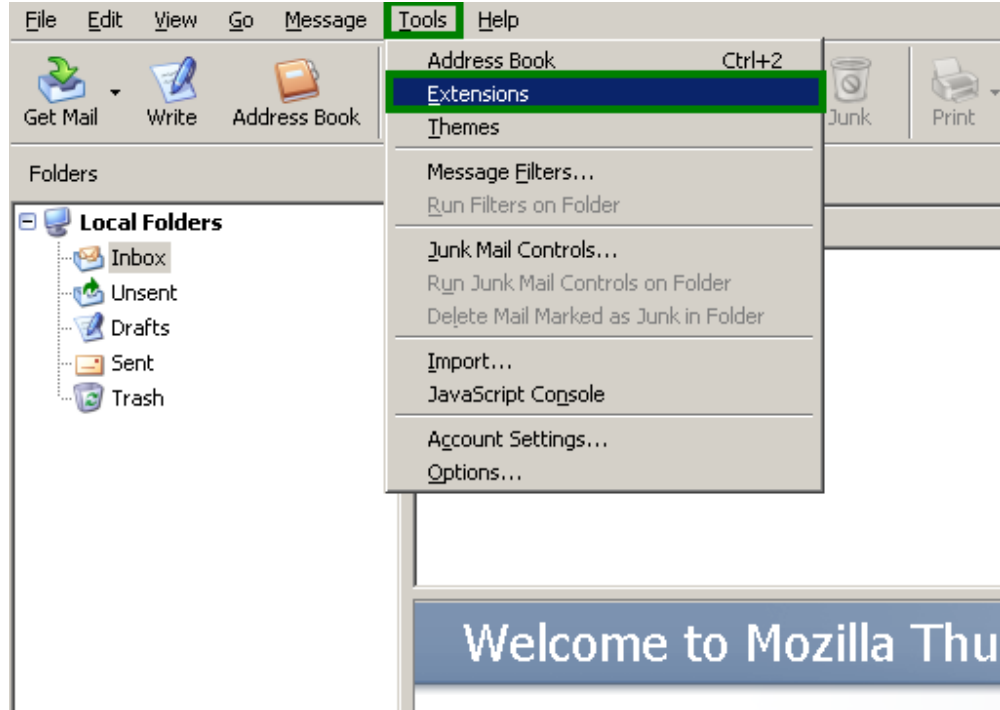 File Edit View Go Message Tools Help
Get Mail Write Address Book Junk Print
Folders
Local Folders
Inbox
Unsent
Drafts
Sent
Trash
Address Book Ctrl+2
Extensions
Themes
Message Filters...
Run Filters on Folder
Junk Mail Controls...
Run Junk Mail Controls on Folder
Delete Mail Marked as Junk in Folder
Import...
JavaScript Console
Account Settings...
Options...
Welcome to Mozilla Thu